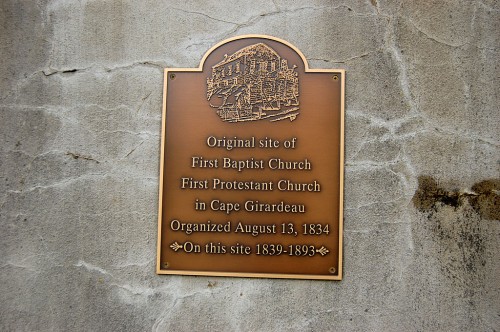 Original site of
First Baptist Church
First Protestant Church
in Cape Girardeau
Organized August 13, 1834
On this site 1839-1893